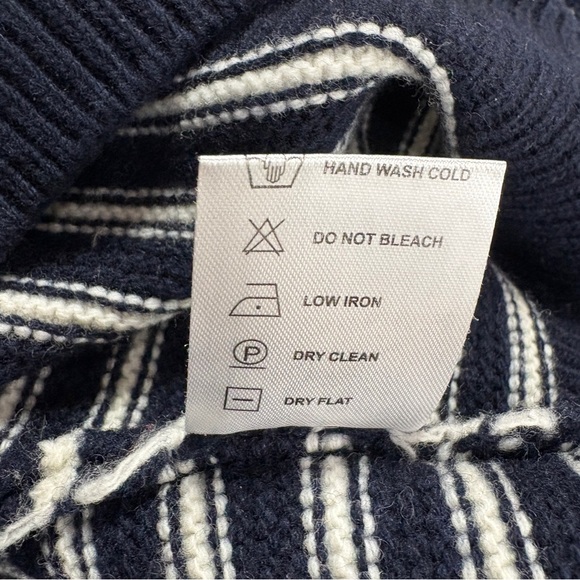 HAND WASH COLD
DO NOT BLEACH
LOW IRON
P DRY CLEAN
DRY FLAT